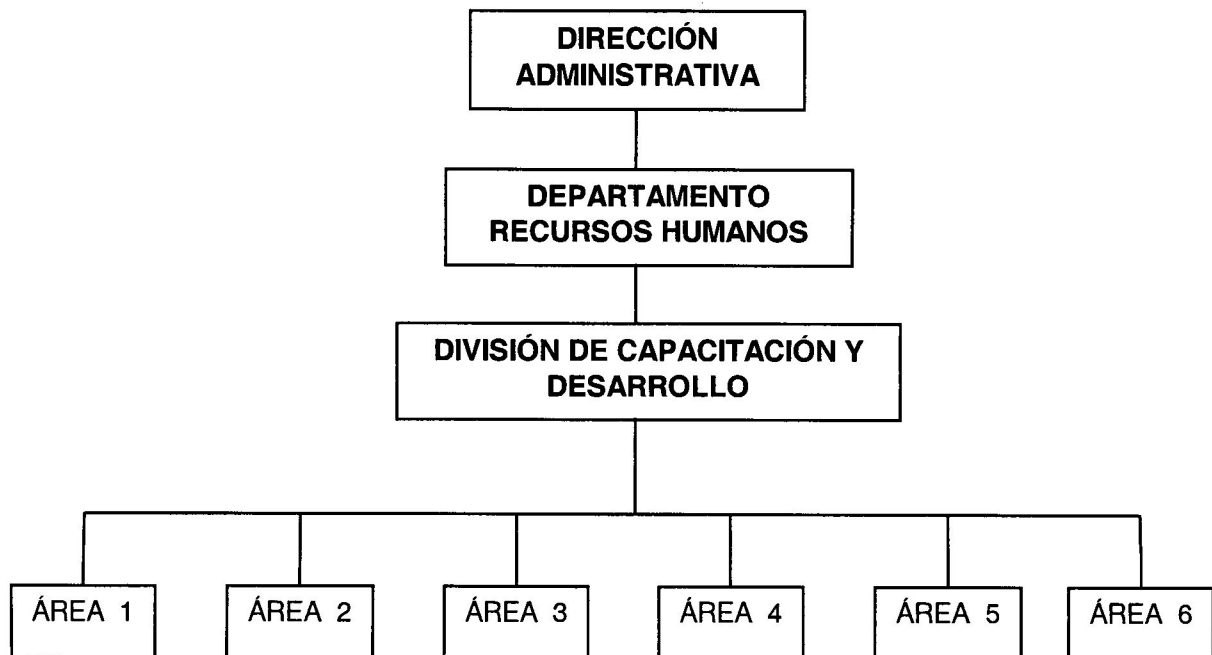 DIRECCIÓN
ADMINISTRATIVA
DEPARTAMENTO
RECURSOS HUMANOS
DIVISIÓN DE CAPACITACIÓN Y
DESARROLLO
ÁREA 1
ÁREA 2
ÁREA 3
ÁREA 4
ÁREA 5
ÁREA 6